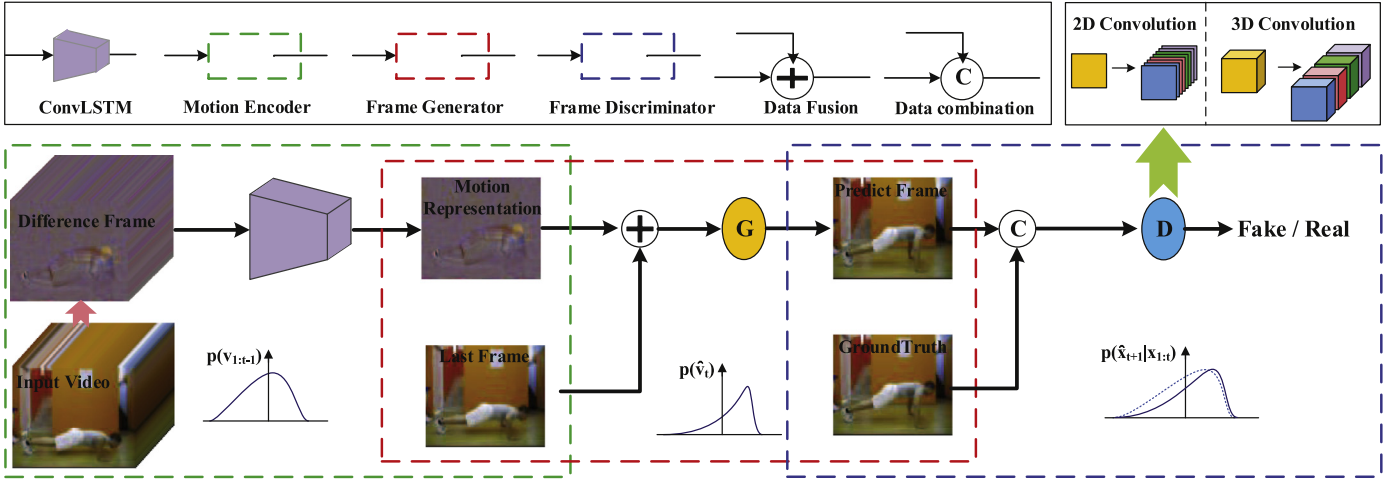 ConvLSTM
Motion Encoder
Frame Generator
Frame Discriminator
Data Fusion
C
Data combination
2D Convolution
3D Convolution
Difference Frame
Motion
Representation
G
Predict Frame
C
D
Fake / Real
Input Video
p(v₁:t-1)
Last Frame
p(v̂t)
GroundTruth
p(x̂t+1|x1:t)